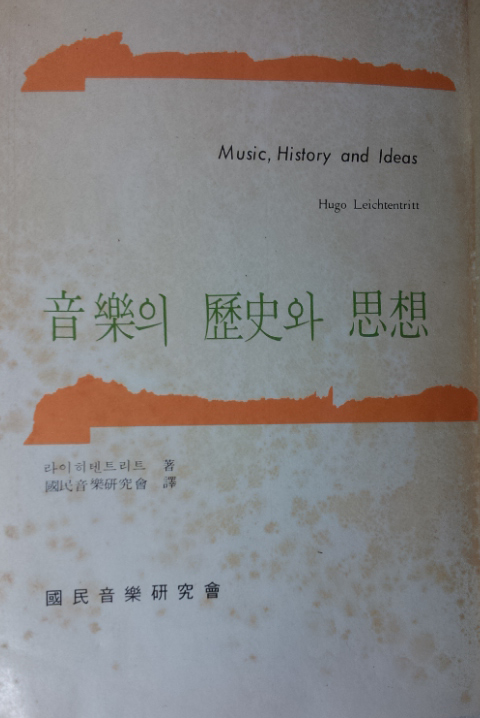 Music, History and Ideas
Hugo Leichtentritt
音樂의 歷史와 思想
라이히텐트리트 著
國民音樂硏究會 譯
國民音樂硏究會